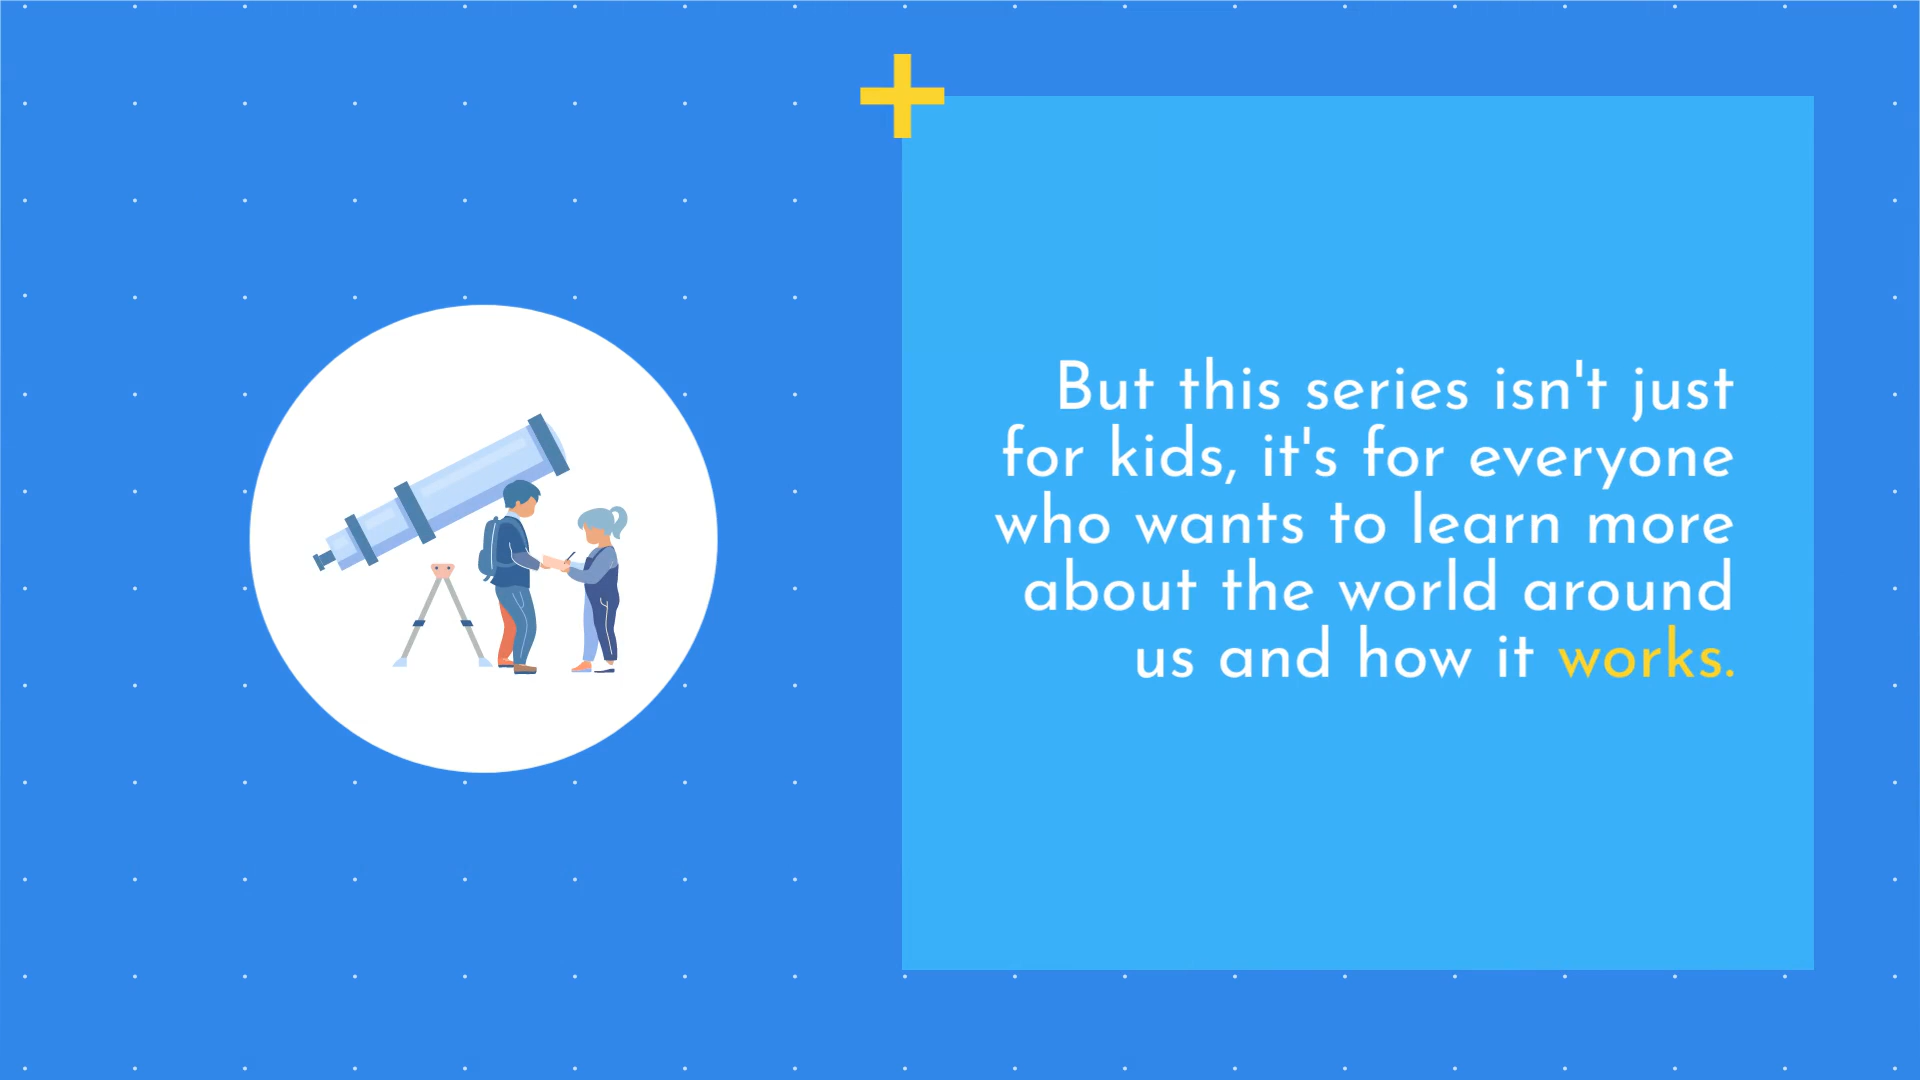 But this series isn't just
for kids, it's for everyone
who wants to learn more
about the world around
us and how it works.